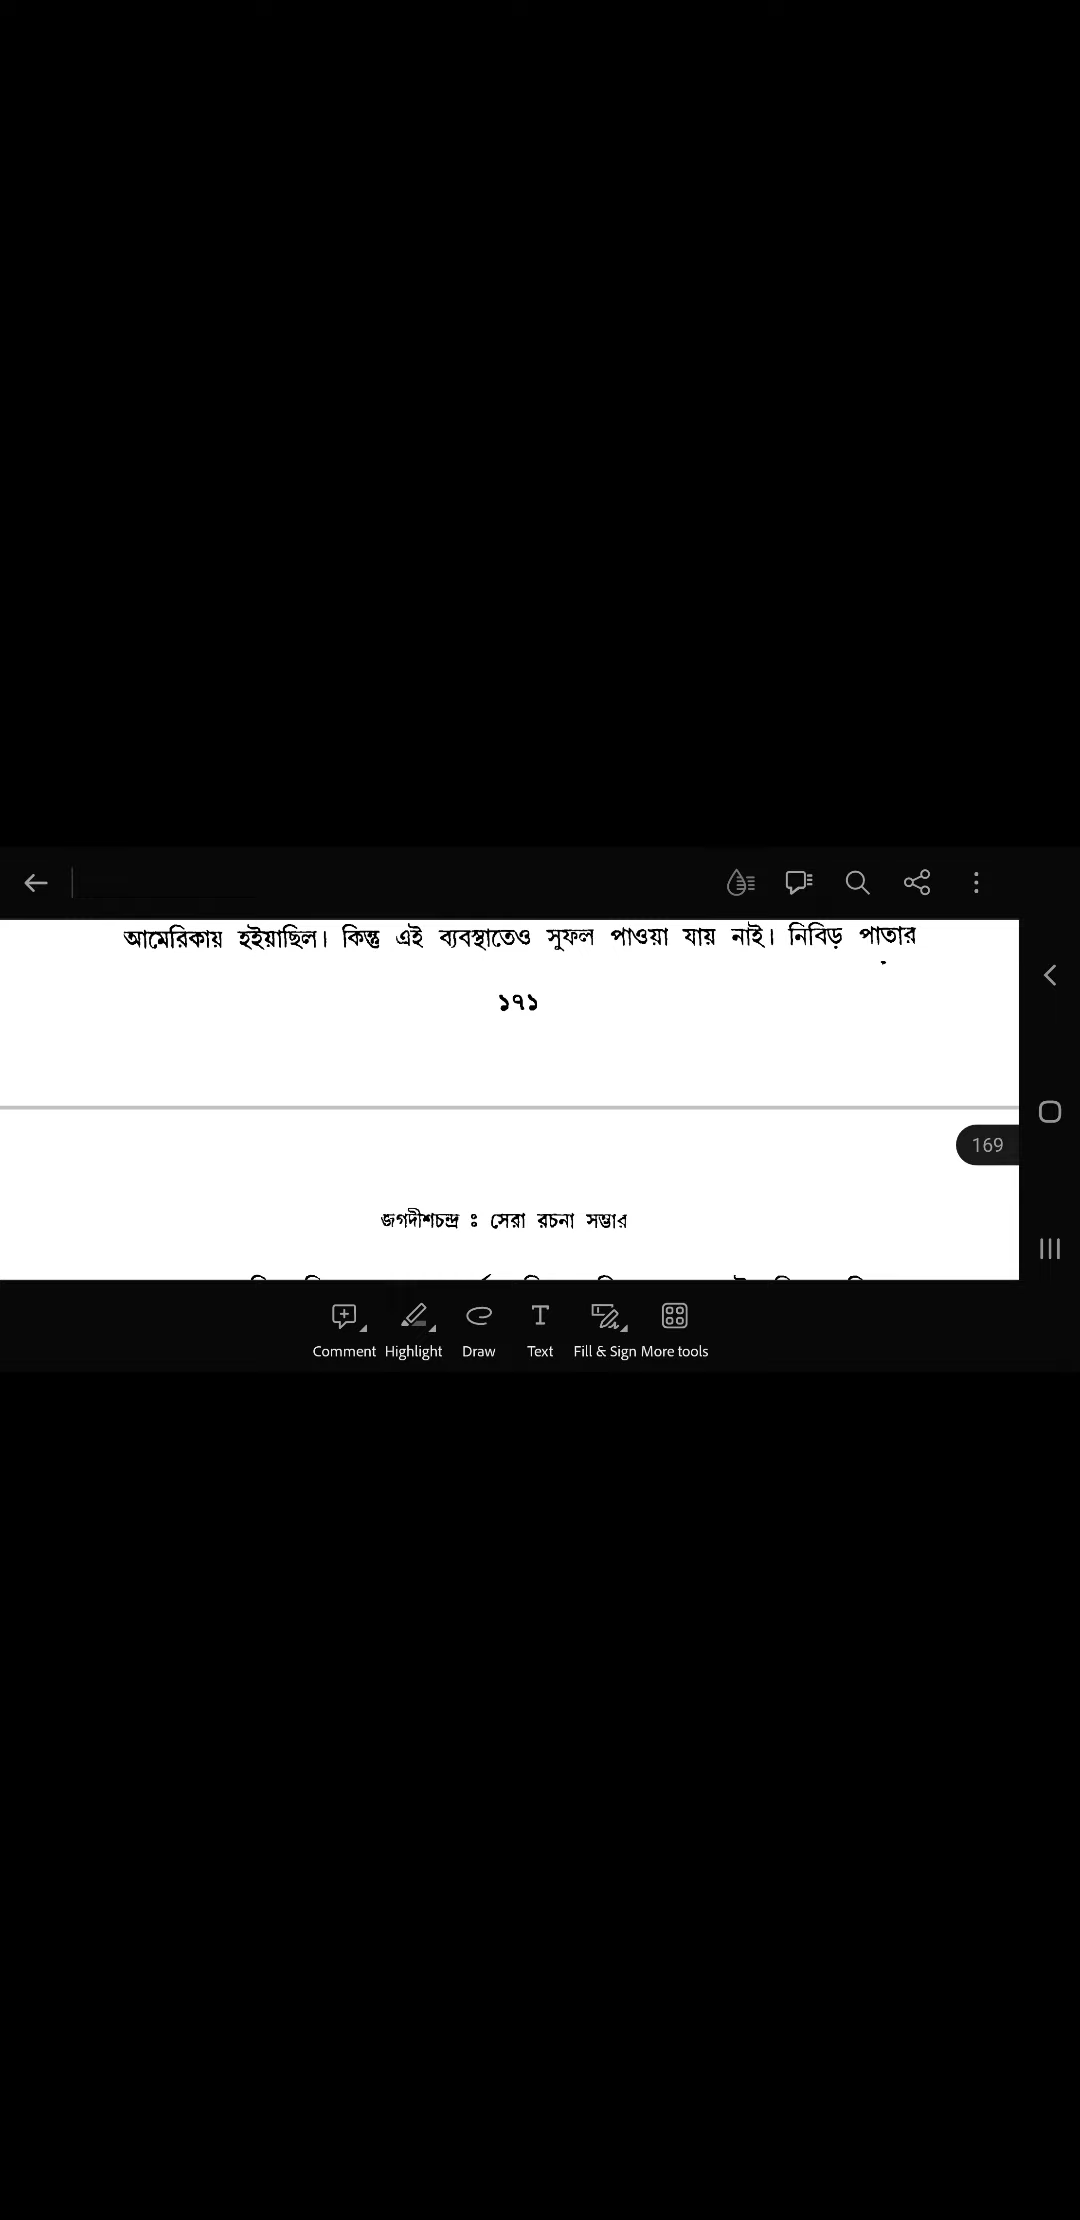 আমেরিকায় হইয়াছিল। কিন্তু এই ব্যবস্থাতেও সুফল পাওয়া যায় নাই। নিবিড় পাতার
১৭১
169
জগদীশচন্দ্র ঃ সেরা রচনা সম্ভার
Comment Highlight Draw Text Fill & Sign More tools